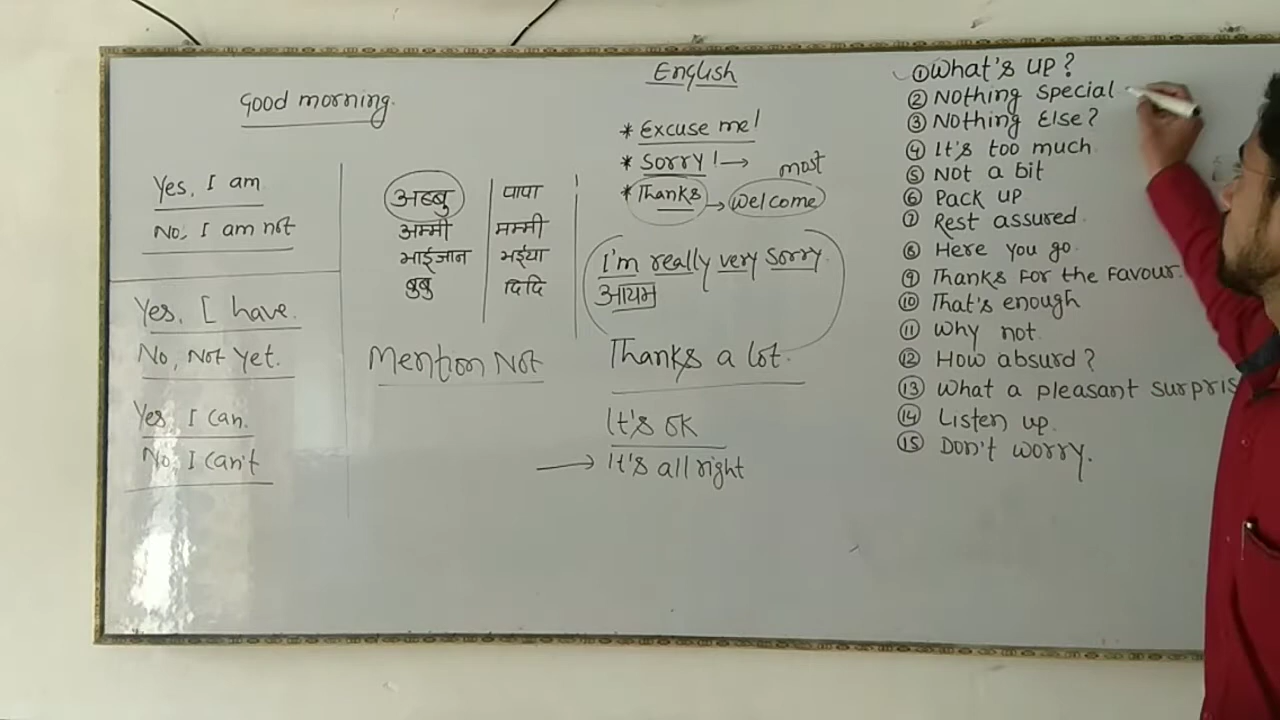 English
Good morning.
Yes, I am
No, I am not
Yes, I have.
No, Not yet.
Yes, I can.
No, I can't
अब्बु पापा
अम्मी मम्मी
भाईजान भईया
बुबु दिदि
Mention Not
* Excuse me!
* Sorry! →
most
* Thanks → Welcome
I'm really very sorry.
आयम
Thanks a lot.
It's ok
→ It's all right
① What's up?
② Nothing special
③ Nothing Else?
④ It's too much
⑤ Not a bit
⑥ Pack up
⑦ Rest assured.
⑧ Here you go.
⑨ Thanks for the favour.
⑩ That's enough
⑪ Why not.
⑫ How absurd?
⑬ What a pleasant surpris
⑭ Listen up.
⑮ Don't worry.